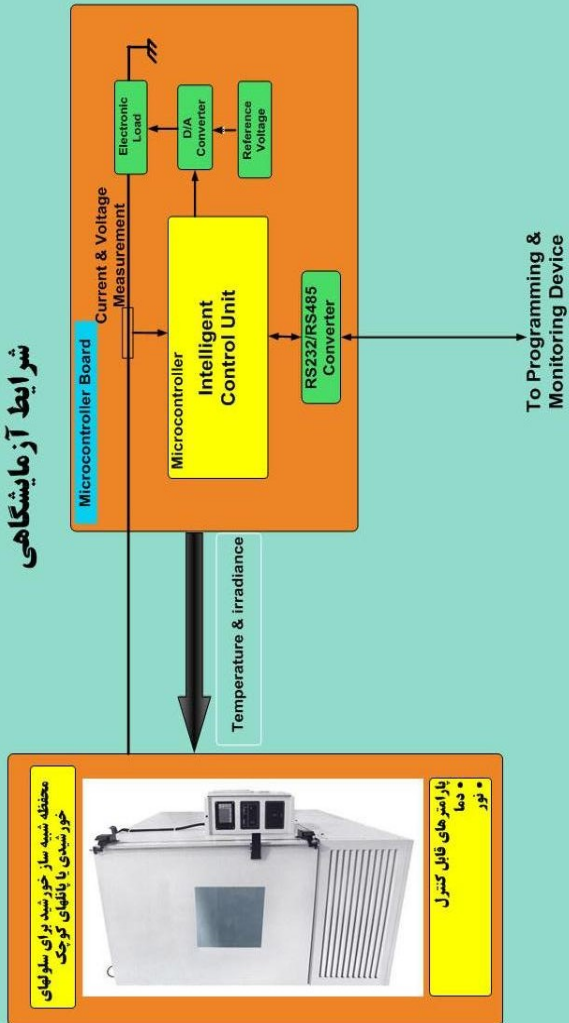 شرایط آزمایشگاهی
محفظه شبیه ساز خورشید برای سلولهای
خورشیدی یا پانلهای کوچک
پارامترهای قابل کنترل
• دما
• نور
Temperature & irradiance
Microcontroller Board
Current & Voltage
Measurement
Electronic
Load
D/A
Converter
Reference
Voltage
Microcontroller
Intelligent
Control Unit
RS232/RS485
Converter
To Programming &
Monitoring Device